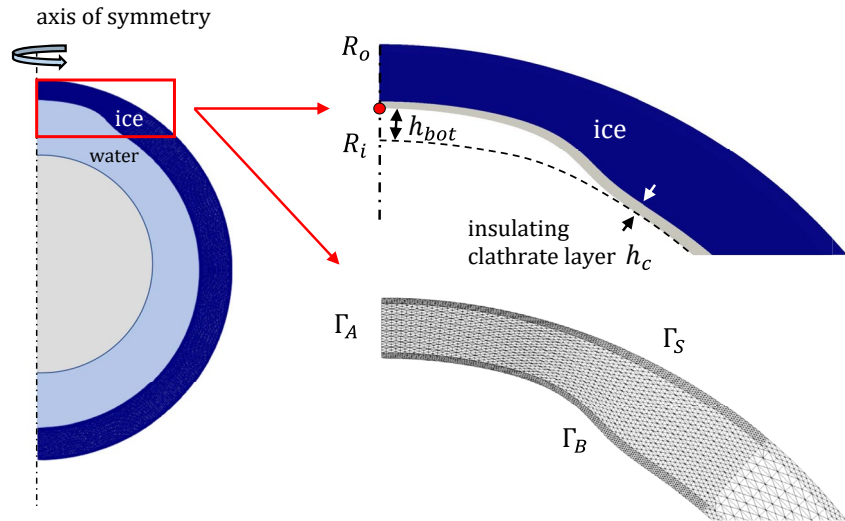 axis of symmetry
ice
water
R_o
h_bot
R_i
ice
insulating
clathrate layer h_c
Γ_A
Γ_S
Γ_B